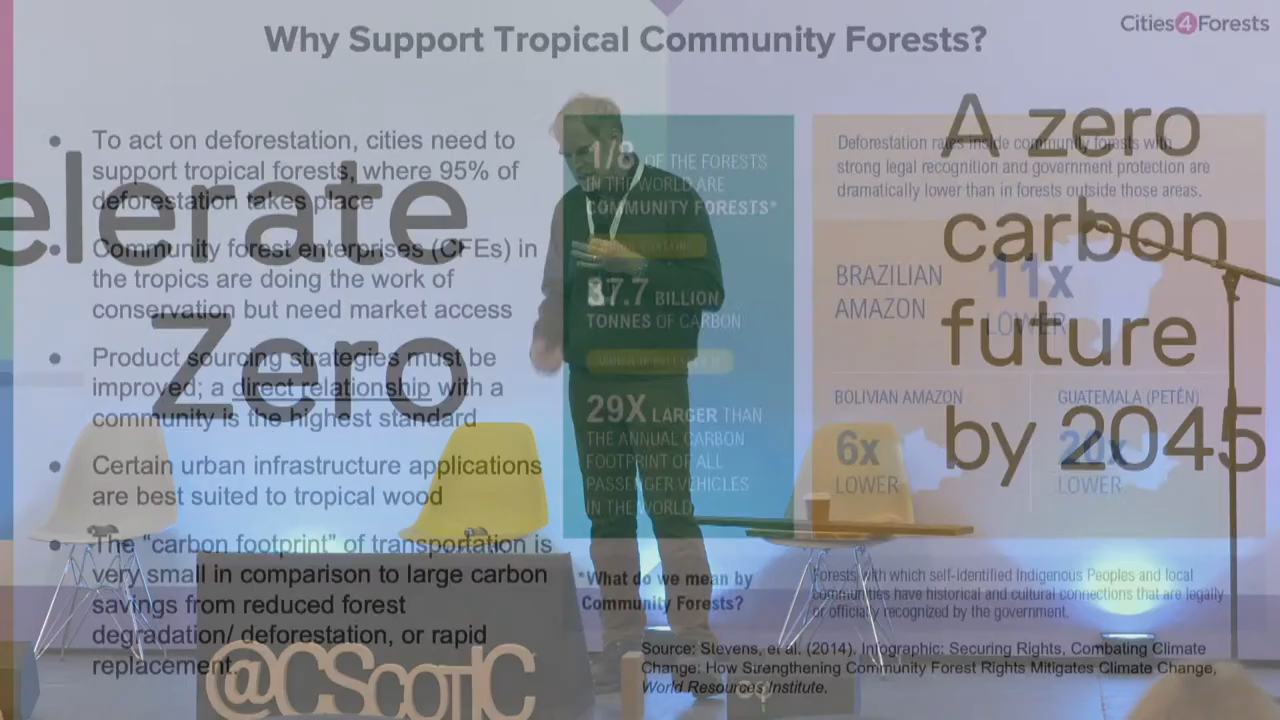 Why Support Tropical Community Forests?
Cities4Forests
• To act on deforestation, cities need to
support tropical forests, where 95% of
deforestation takes place
• Community forest enterprises (CFEs) in
the tropics are doing the work of
conservation but need market access
• Product sourcing strategies must be
improved; a direct relationship with a
community is the highest standard
• Certain urban infrastructure applications
are best suited to tropical wood
• The “carbon footprint” of transportation is
very small in comparison to large carbon
savings from reduced forest
degradation/ deforestation, or rapid
replacement.
elerate
Zero
1/8 OF THE FORESTS
IN THE WORLD ARE
COMMUNITY FORESTS*
37.7 BILLION
TONNES OF CARBON
29X LARGER THAN
THE ANNUAL CARBON
FOOTPRINT OF ALL
PASSENGER VEHICLES
IN THE WORLD
*What do we mean by
Community Forests?
Deforestation rates inside community forests with
strong legal recognition and government protection are
dramatically lower than in forests outside those areas.
BRAZILIAN
AMAZON
11x
LOWER
BOLIVIAN AMAZON
6x
LOWER
GUATEMALA (PETÉN)
20x
LOWER
A zero
carbon
future
by 2045
Forests with which self-identified Indigenous Peoples and local
communities have historical and cultural connections that are legally
or officially recognized by the government.
Source: Stevens, et al. (2014). Infographic: Securing Rights, Combating Climate
Change: How Strengthening Community Forest Rights Mitigates Climate Change,
World Resources Institute.
@CScotIC